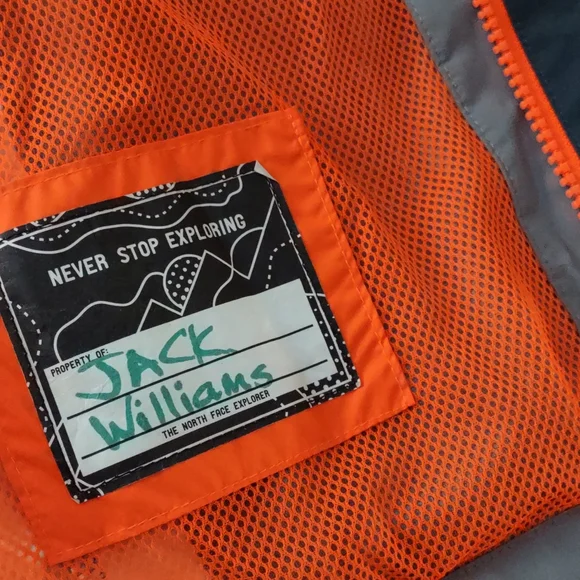 NEVER STOP EXPLORING
PROPERTY OF:
JACK
Williams
THE NORTH FACE EXPLORER